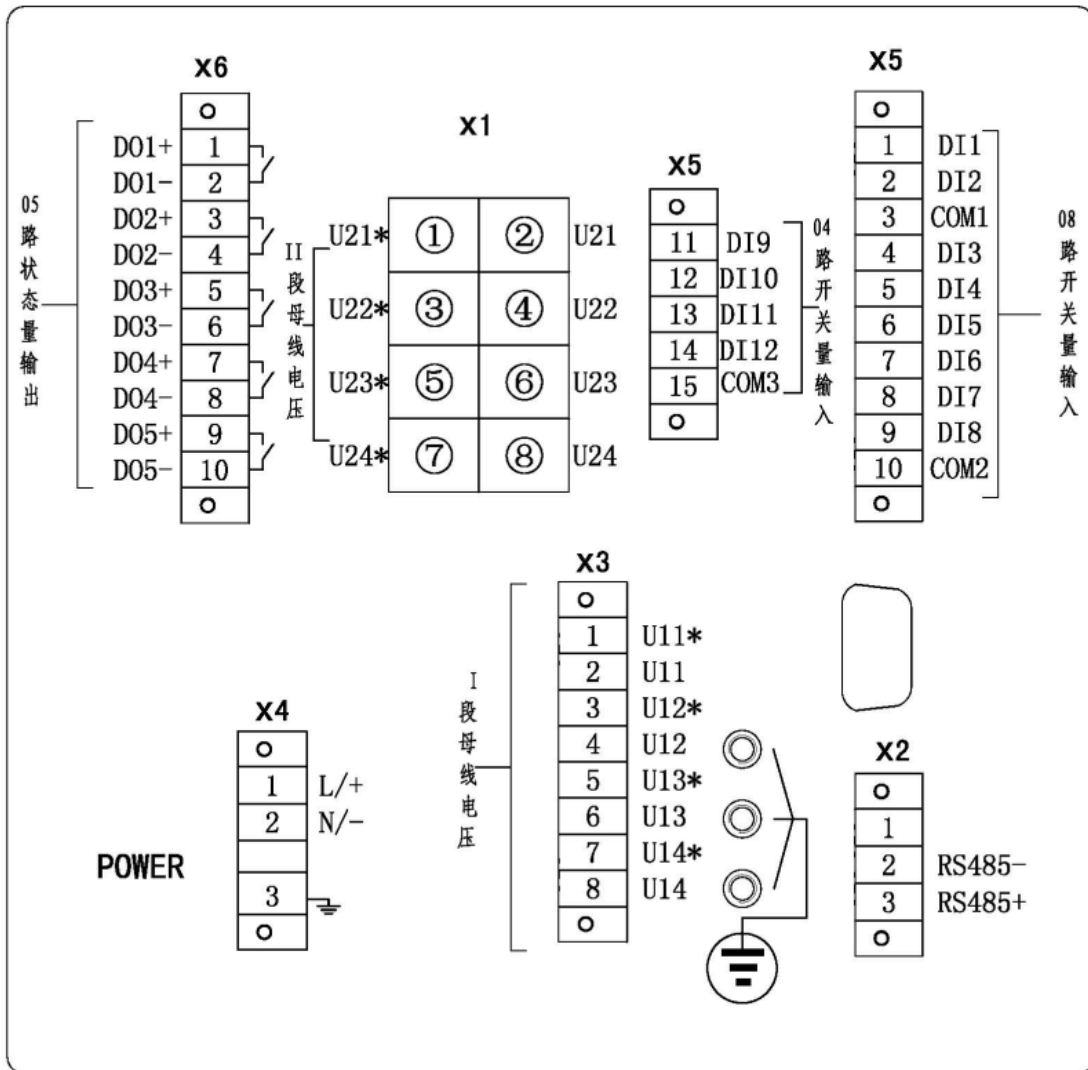 X6
DO1+ 1
DO1- 2
DO2+ 3
DO2- 4
DO3+ 5
DO3- 6
DO4+ 7
DO4- 8
DO5+ 9
DO5- 10
05路状态量输出
X1
II段母线电压
U21* ① ② U21
U22* ③ ④ U22
U23* ⑤ ⑥ U23
U24* ⑦ ⑧ U24
X5
11 DI9
12 DI10
13 DI11
14 DI12
15 COM3
04路开关量输入
X5
1 DI1
2 DI2
3 COM1
4 DI3
5 DI4
6 DI5
7 DI6
8 DI7
9 DI8
10 COM2
08路开关量输入
X4
1 L/+
2 N/-
3
POWER
X3
I段母线电压
1 U11*
2 U11
3 U12*
4 U12
5 U13*
6 U13
7 U14*
8 U14
X2
1
2 RS485-
3 RS485+